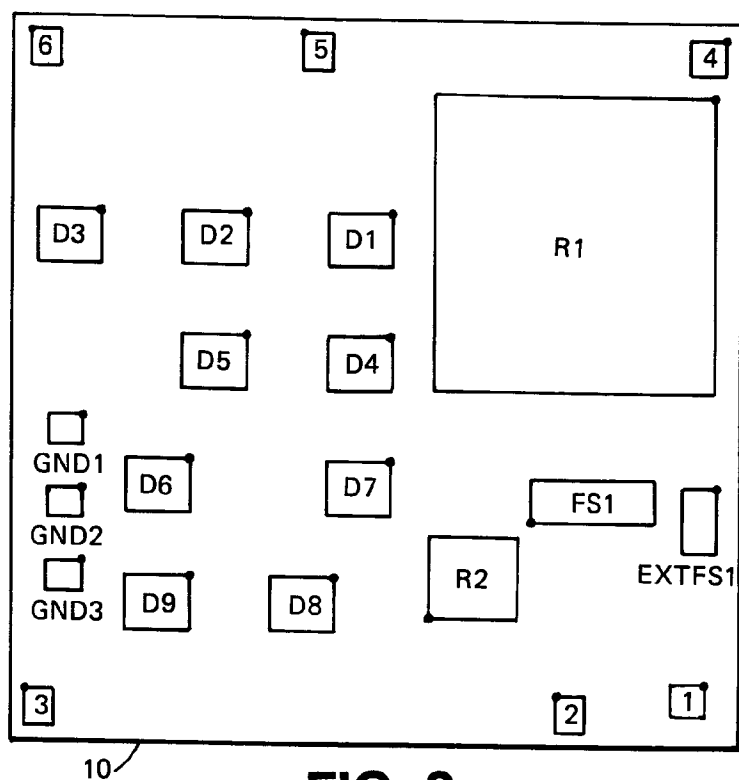 6 5 4
D3 D2 D1 R1
D5 D4
GND1
D6 D7 FS1
GND2
EXTFS1
R2
GND3 D9 D8
3 2 1
10